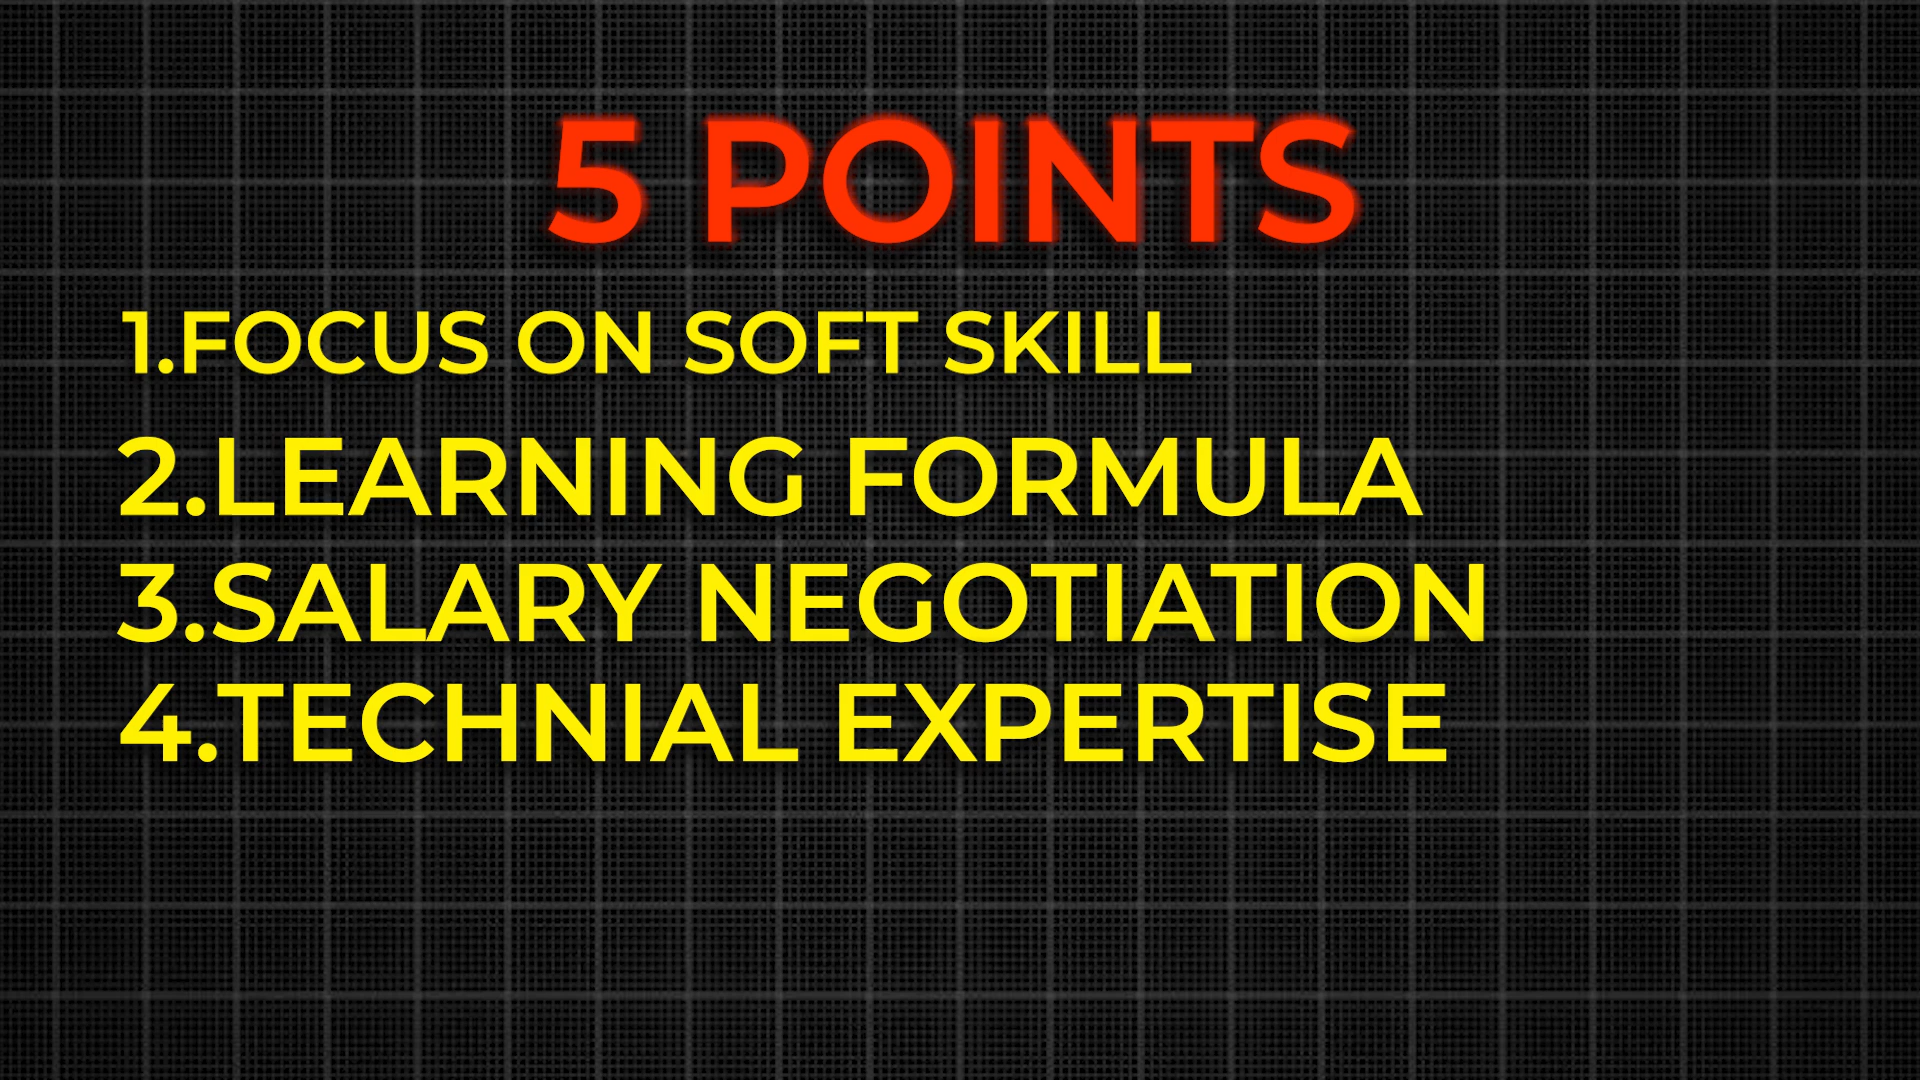 5 POINTS
1.FOCUS ON SOFT SKILL
2.LEARNING FORMULA
3.SALARY NEGOTIATION
4.TECHNIAL EXPERTISE